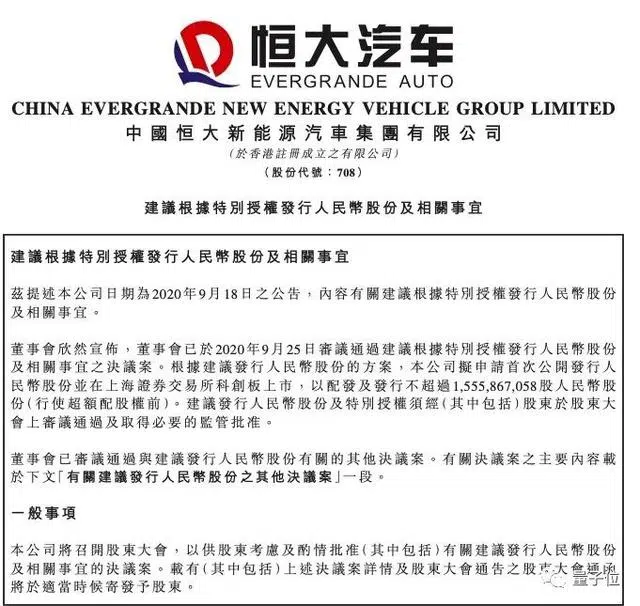 恒大汽车
EVERGRANDE AUTO
CHINA EVERGRANDE NEW ENERGY VEHICLE GROUP LIMITED
中國恒大新能源汽車集團有限公司
(於香港註冊成立之有限公司)
(股份代號：708)
建議根據特別授權發行人民幣股份及相關事宜
建議根據特別授權發行人民幣股份及相關事宜
茲提述本公司日期為2020年9月18日之公告，內容有關建議根據特別授權發行人民幣股份
及相關事宜。
董事會欣然宣佈，董事會已於2020年9月25日審議通過建議根據特別授權發行人民幣股份
及相關事宜之決議案。根據建議發行人民幣股份的方案，本公司擬申請首次公開發行人
民幣股份並在上海證券交易所科創板上市，以配發及發行不超過1,555,867,058股人民幣股
份(行使超額配股權前)。建議發行人民幣股份及特別授權須經(其中包括)股東於股東大
會上審議通過及取得必要的監管批准。
董事會已審議通過與建議發行人民幣股份有關的其他決議案。有關決議案之主要內容載
於下文「有關建議發行人民幣股份之其他決議案」一段。
一般事項
本公司將召開股東大會，以供股東考慮及酌情批准(其中包括)有關建議發行人民幣股份
及相關事宜的決議案。載有(其中包括)上述決議案詳情及股東大會通告之股東大會通函
將於適當時候寄發予股東。
量子位